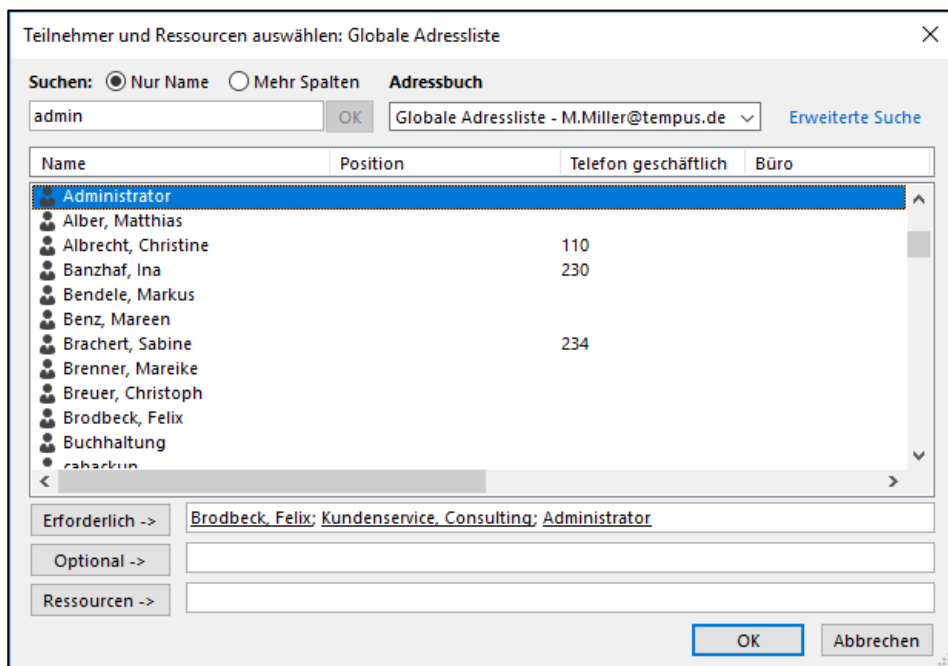 Teilnehmer und Ressourcen auswählen: Globale Adressliste
Suchen: Nur Name Mehr Spalten Adressbuch
admin OK Globale Adressliste - M.Miller@tempus.de Erweiterte Suche
Name Position Telefon geschäftlich Büro
Administrator
Alber, Matthias
Albrecht, Christine 110
Banzhaf, Ina 230
Bendele, Markus
Benz, Mareen
Brachert, Sabine 234
Brenner, Mareike
Breuer, Christoph
Brodbeck, Felix
Buchhaltung
cabackup
Erforderlich -> Brodbeck, Felix; Kundenservice, Consulting; Administrator
Optional ->
Ressourcen ->
OK Abbrechen